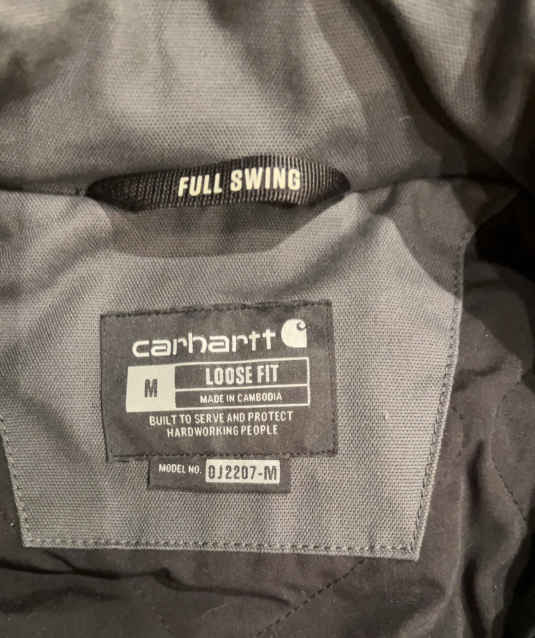 FULL SWING
carhartt
M
LOOSE FIT
MADE IN CAMBODIA
BUILT TO SERVE AND PROTECT
HARDWORKING PEOPLE
MODEL NO. OJ2207-M